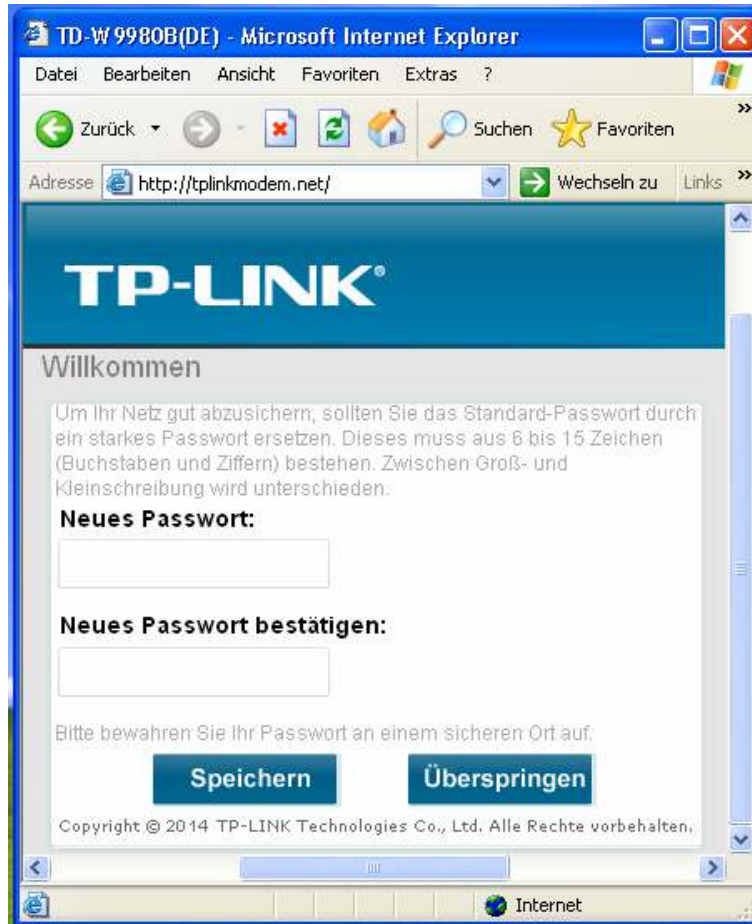 TD-W9980B(DE) - Microsoft Internet Explorer
Datei Bearbeiten Ansicht Favoriten Extras ?
Zurück Suchen Favoriten »
Adresse http://tplinkmodem.net/ Wechseln zu Links »
TP-LINK®
Willkommen
Um Ihr Netz gut abzusichern, sollten Sie das Standard-Passwort durch
ein starkes Passwort ersetzen. Dieses muss aus 6 bis 15 Zeichen
(Buchstaben und Ziffern) bestehen. Zwischen Groß- und
Kleinschreibung wird unterschieden.
Neues Passwort:
Neues Passwort bestätigen:
Bitte bewahren Sie Ihr Passwort an einem sicheren Ort auf.
Speichern Überspringen
Copyright © 2014 TP-LINK Technologies Co., Ltd. Alle Rechte vorbehalten.
Internet